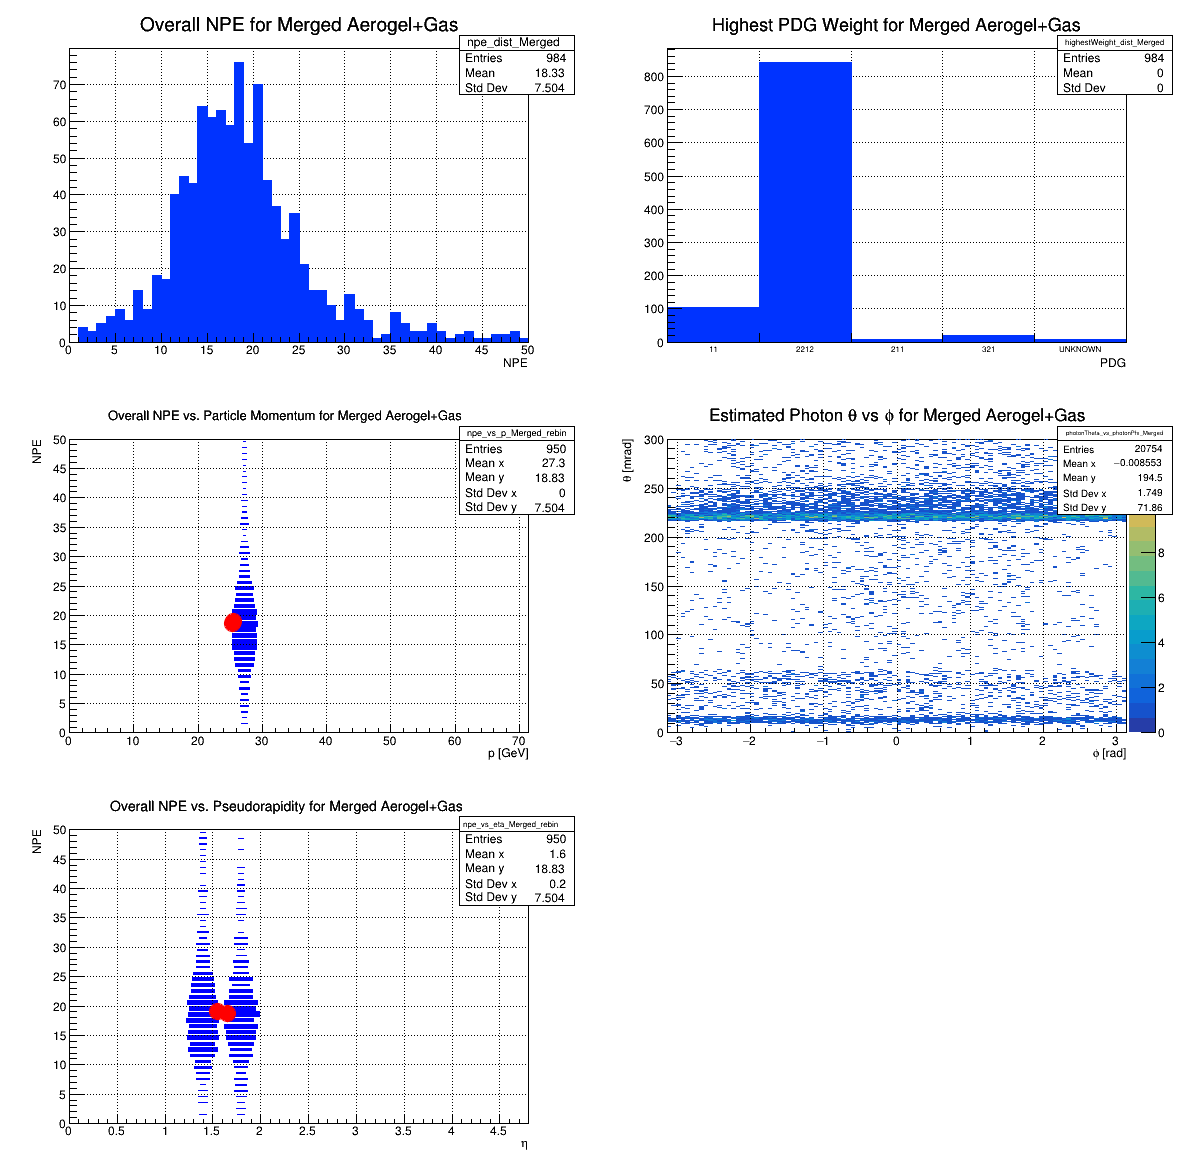 Overall NPE for Merged Aerogel+Gas
npe_dist_Merged
Entries 984
Mean 18.33
Std Dev 7.504
70
60
50
40
30
20
10
0
0 5 10 15 20 25 30 35 40 45 50
NPE
Highest PDG Weight for Merged Aerogel+Gas
highestWeight_dist_Merged
Entries 984
Mean 0
Std Dev 0
800
700
600
500
400
300
200
100
0
11 2212 211 321 UNKNOWN
PDG
Overall NPE vs. Particle Momentum for Merged Aerogel+Gas
npe_vs_p_Merged_rebin
Entries 950
Mean x 27.3
Mean y 18.83
Std Dev x 0
Std Dev y 7.504
NPE
50
45
40
35
30
25
20
15
10
5
0
0 10 20 30 40 50 60 70
p [GeV]
Estimated Photon θ vs ϕ for Merged Aerogel+Gas
photonTheta_vs_photonPhi_Merged
Entries 20754
Mean x −0.008553
Mean y 194.5
Std Dev x 1.749
Std Dev y 71.86
θ [mrad]
300
250
200
150
100
50
0
−3 −2 −1 0 1 2 3
ϕ [rad]
8
6
4
2
0
Overall NPE vs. Pseudorapidity for Merged Aerogel+Gas
npe_vs_eta_Merged_rebin
Entries 950
Mean x 1.6
Mean y 18.83
Std Dev x 0.2
Std Dev y 7.504
NPE
50
45
40
35
30
25
20
15
10
5
0
0 0.5 1 1.5 2 2.5 3 3.5 4 4.5
η